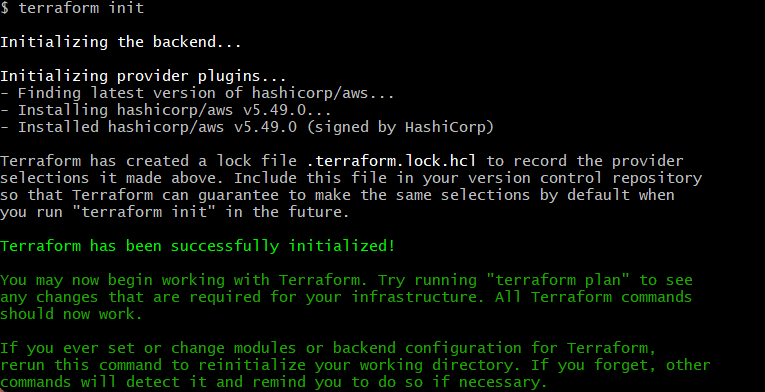 $ terraform init
Initializing the backend...
Initializing provider plugins...
- Finding latest version of hashicorp/aws...
- Installing hashicorp/aws v5.49.0...
- Installed hashicorp/aws v5.49.0 (signed by HashiCorp)
Terraform has created a lock file .terraform.lock.hcl to record the provider
selections it made above. Include this file in your version control repository
so that Terraform can guarantee to make the same selections by default when
you run "terraform init" in the future.
Terraform has been successfully initialized!
You may now begin working with Terraform. Try running "terraform plan" to see
any changes that are required for your infrastructure. All Terraform commands
should now work.
If you ever set or change modules or backend configuration for Terraform,
rerun this command to reinitialize your working directory. If you forget, other
commands will detect it and remind you to do so if necessary.